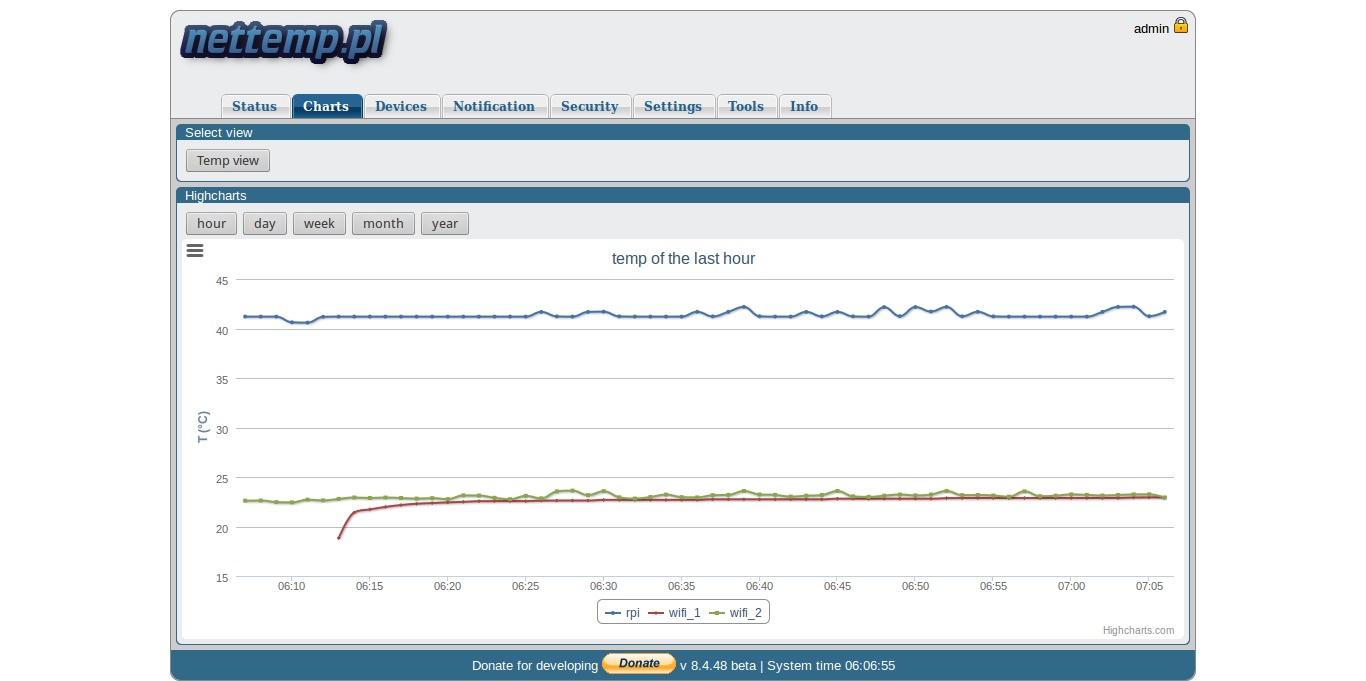 nettemp.pl
admin
Status Charts Devices Notification Security Settings Tools Info
Select view
Temp view
Highcharts
hour day week month year
temp of the last hour
45
40
35
30
25
20
15
T (°C)
06:10 06:15 06:20 06:25 06:30 06:35 06:40 06:45 06:50 06:55 07:00 07:05
rpi wifi_1 wifi_2
Highcharts.com
Donate for developing Donate v 8.4.48 beta | System time 06:06:55